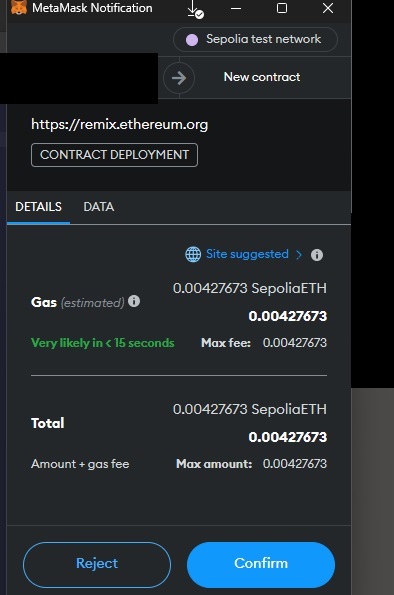 MetaMask Notification
Sepolia test network
New contract
https://remix.ethereum.org
CONTRACT DEPLOYMENT
DETAILS DATA
Site suggested >
Gas (estimated) 0.00427673 SepoliaETH
0.00427673
Very likely in < 15 seconds Max fee: 0.00427673
Total 0.00427673 SepoliaETH
0.00427673
Amount + gas fee Max amount: 0.00427673
Reject Confirm